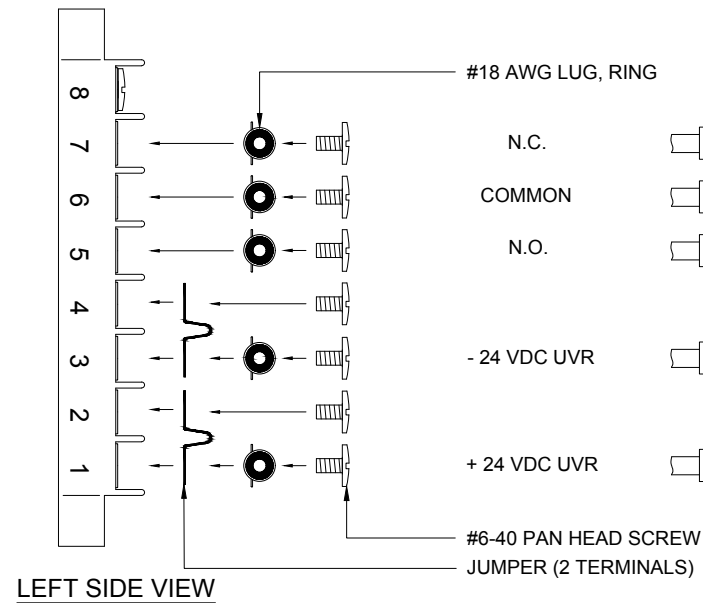 #18 AWG LUG, RING
8
7 N.C.
6 COMMON
5 N.O.
4
3 - 24 VDC UVR
2
1 + 24 VDC UVR
#6-40 PAN HEAD SCREW
JUMPER (2 TERMINALS)
LEFT SIDE VIEW